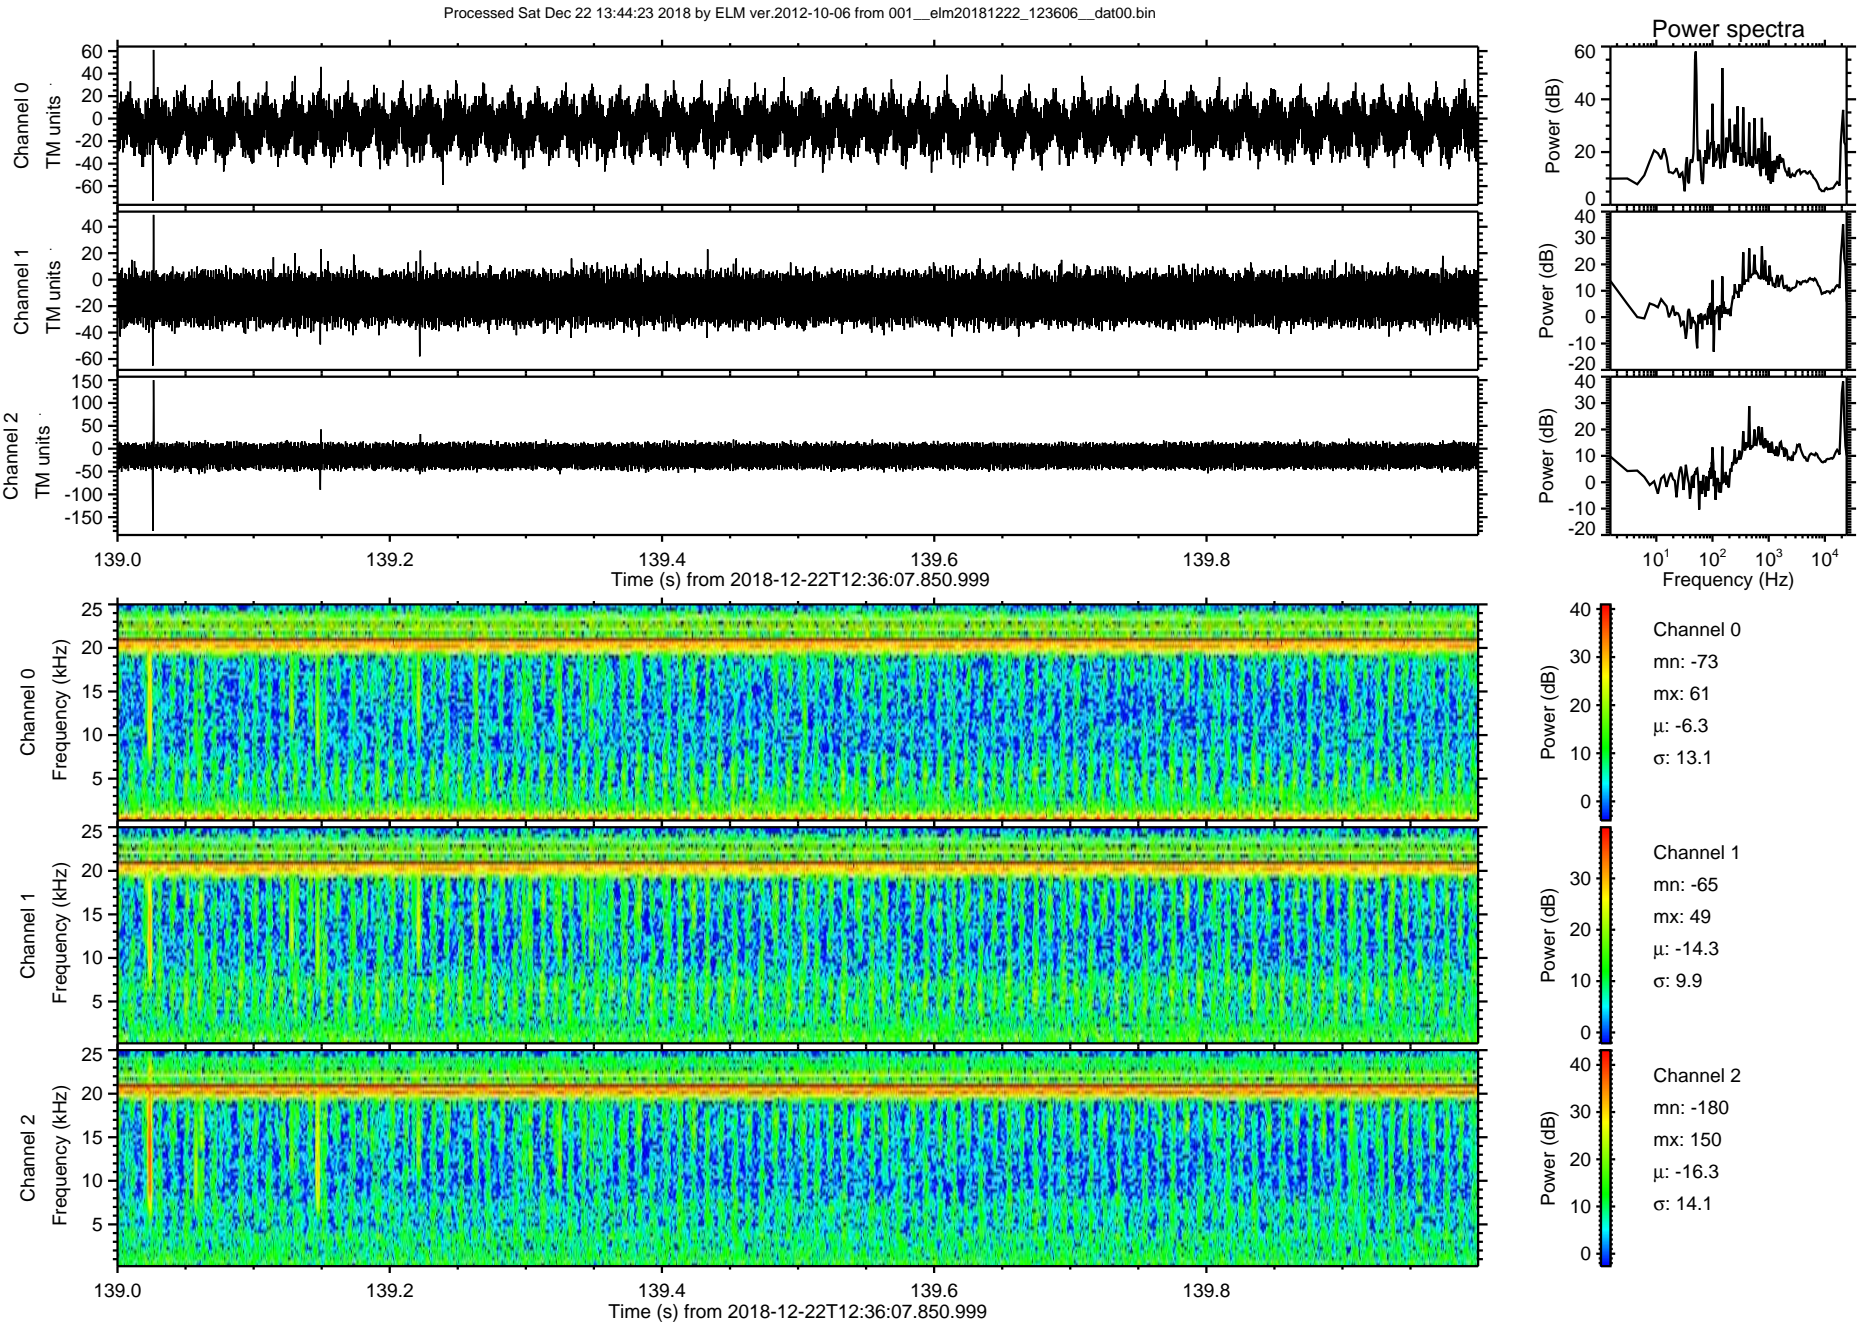 Processed Sat Dec 22 13:44:23 2018 by ELM ver.2012-10-06 from 001__elm20181222_123606__dat00.bin
Power spectra
Channel 0
TM units
60
40
20
0
-20
-40
-60
Power (dB)
60
40
20
0
Channel 1
TM units
40
20
0
-20
-40
-60
Power (dB)
40
30
20
10
0
-10
-20
Channel 2
TM units
150
100
50
0
-50
-100
-150
Power (dB)
40
30
20
10
0
-10
-20
139.0 139.2 139.4 139.6 139.8
Time (s) from 2018-12-22T12:36:07.850.999
10¹ 10² 10³ 10⁴
Frequency (Hz)
Channel 0
Frequency (kHz)
25
20
15
10
5
Power (dB)
40
30
20
10
0
Channel 0
mn: -73
mx: 61
μ: -6.3
σ: 13.1
Channel 1
Frequency (kHz)
25
20
15
10
5
Power (dB)
30
20
10
0
Channel 1
mn: -65
mx: 49
μ: -14.3
σ: 9.9
Channel 2
Frequency (kHz)
25
20
15
10
5
Power (dB)
40
30
20
10
0
Channel 2
mn: -180
mx: 150
μ: -16.3
σ: 14.1
139.0 139.2 139.4 139.6 139.8
Time (s) from 2018-12-22T12:36:07.850.999